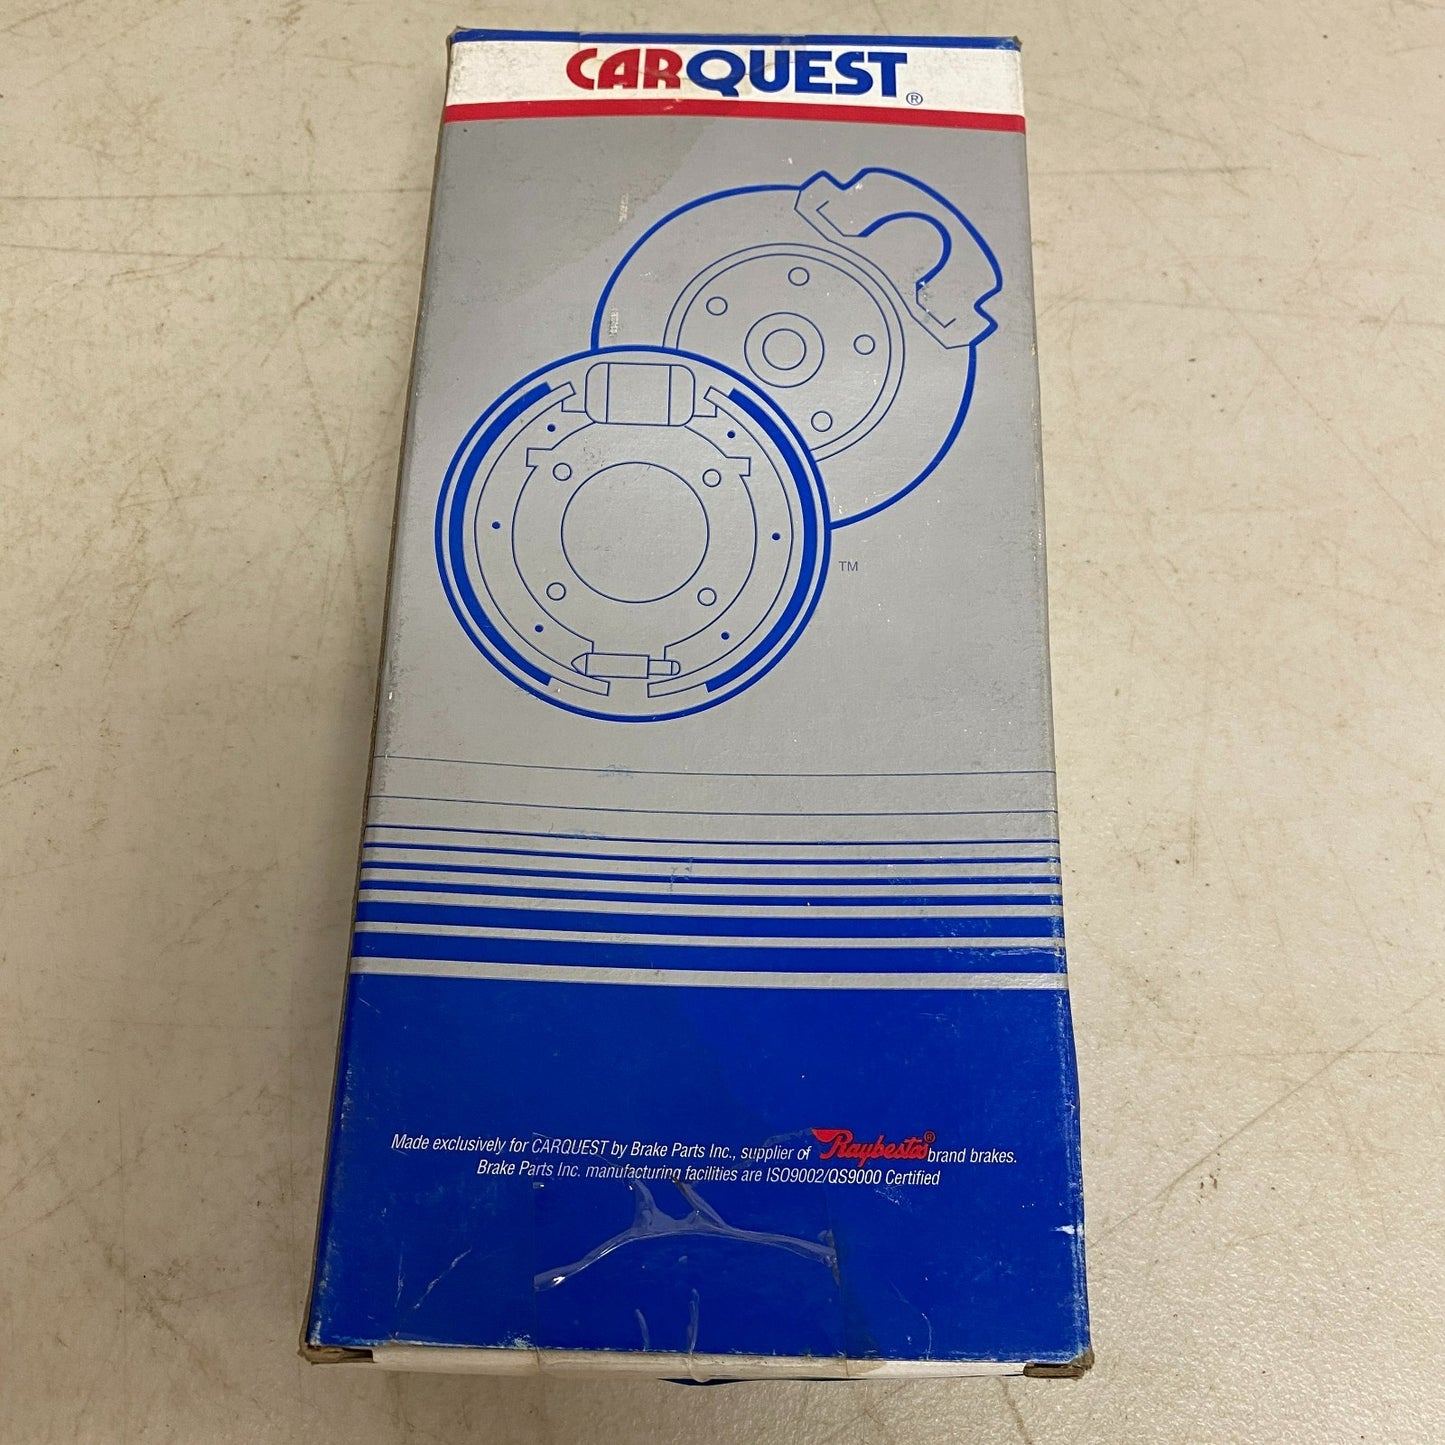 CARQUEST®
TM
Made exclusively for CARQUEST by Brake Parts Inc., supplier of Raybestos® brand brakes.
Brake Parts Inc. manufacturing facilities are ISO9002/QS9000 Certified